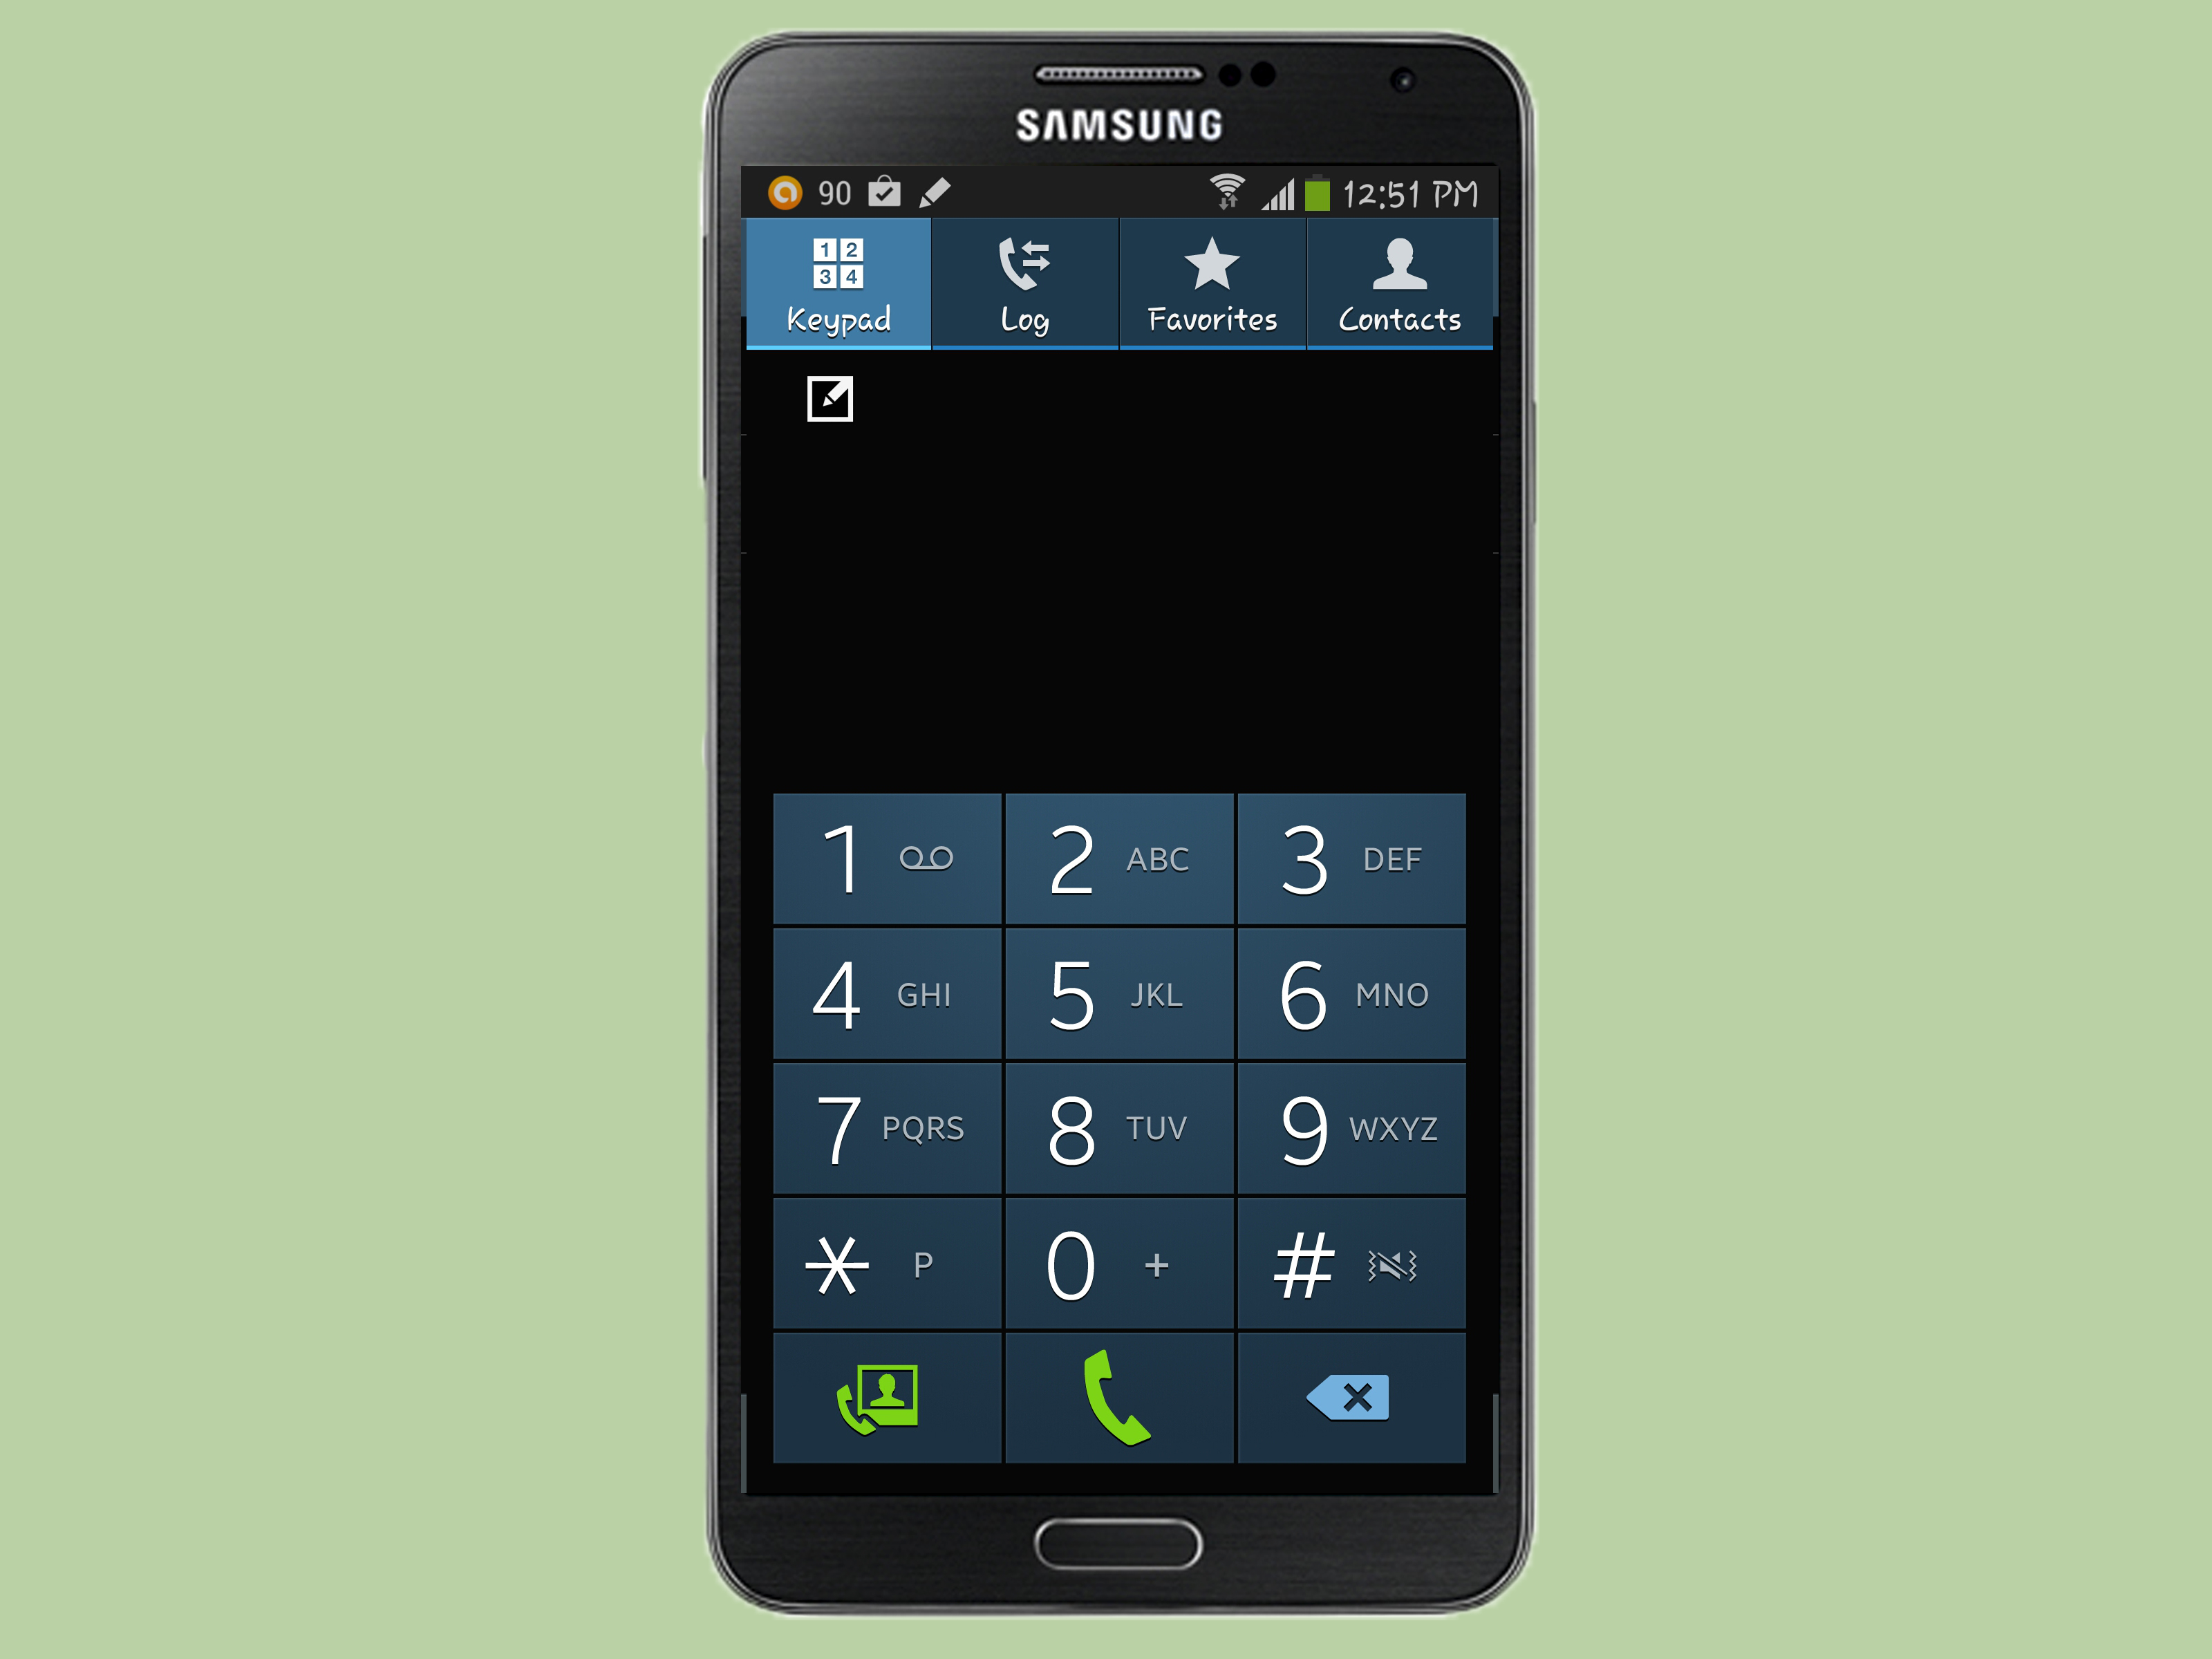 SAMSUNG
90 12:51 PM
1 2
3 4
Keypad Log Favorites Contacts
1 2 ABC 3 DEF
4 GHI 5 JKL 6 MNO
7 PQRS 8 TUV 9 WXYZ
* P 0 + #